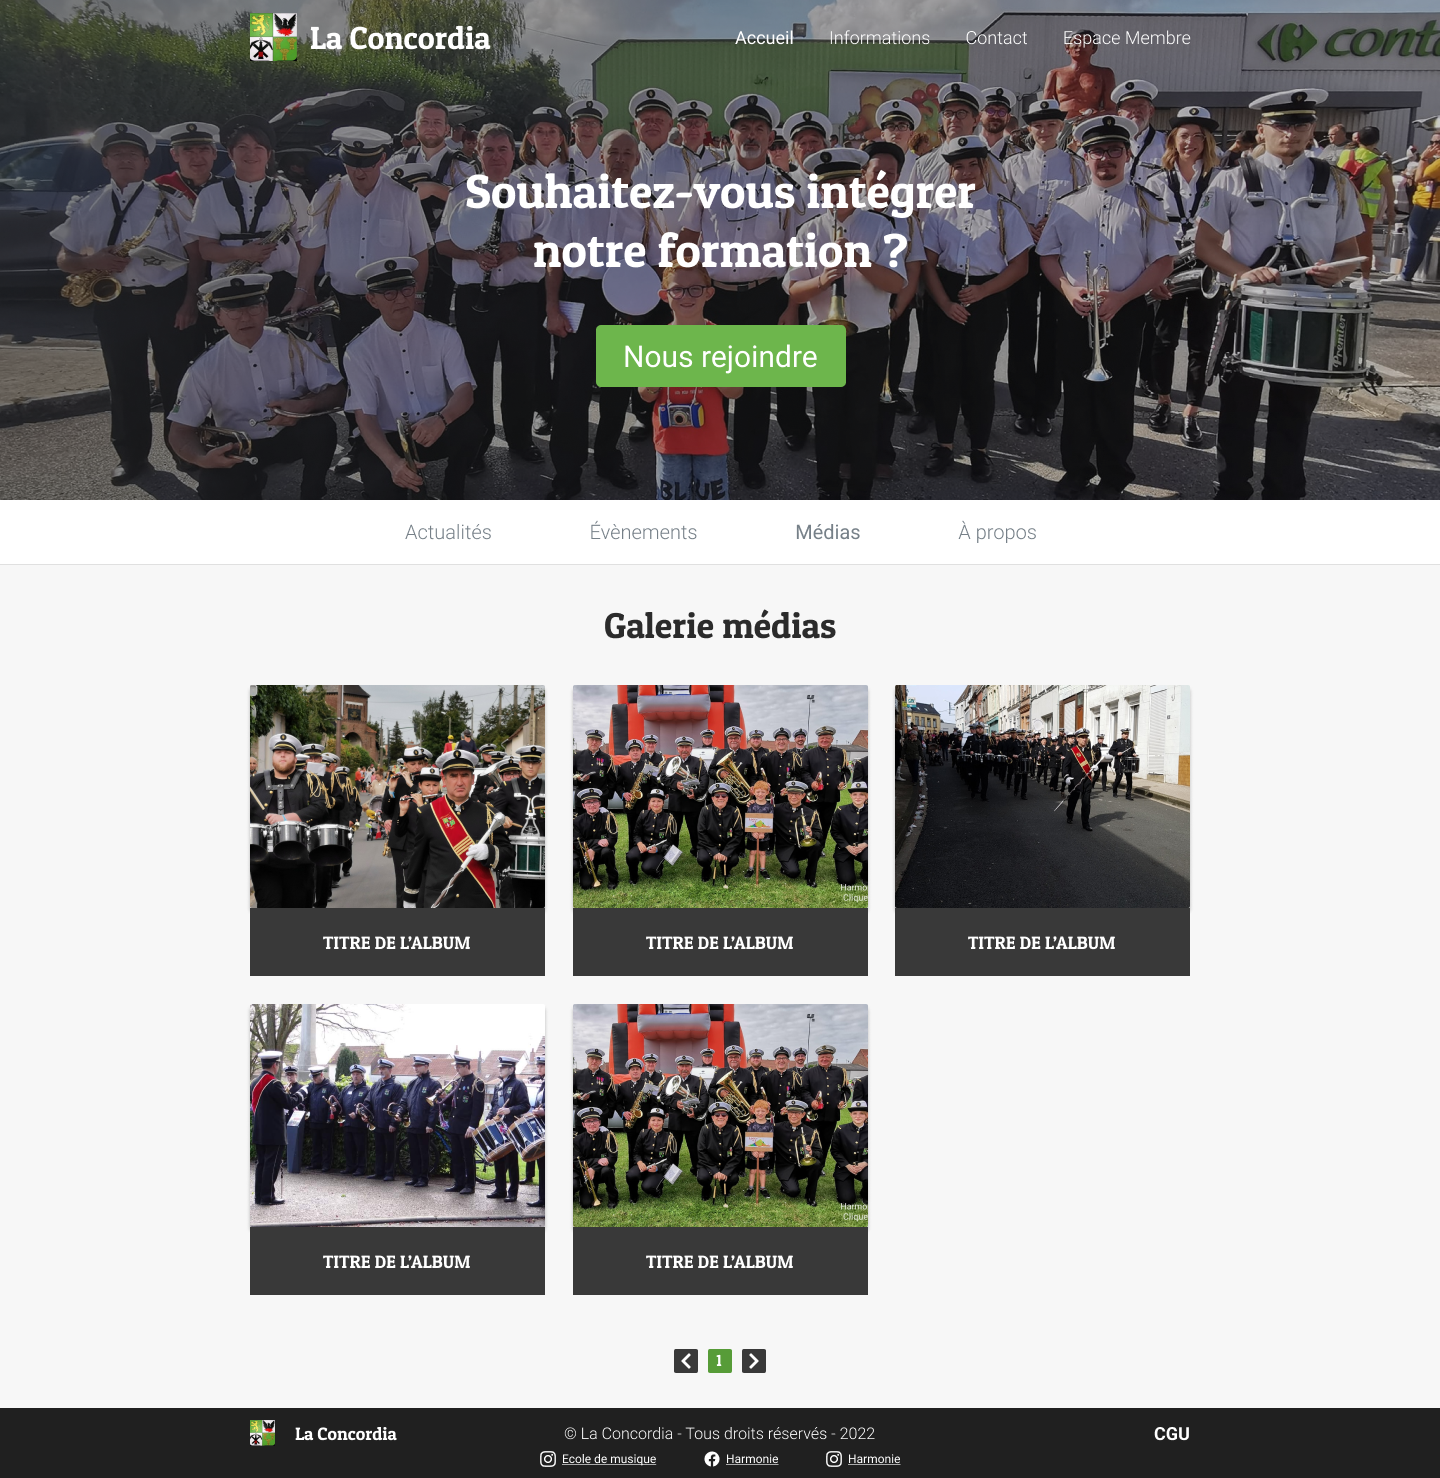 La Concordia
Accueil
Informations
Contact
Espace Membre
Souhaitez-vous intégrer
notre formation ?
Nous rejoindre
Premier
BLUE
Actualités
Évènements
Médias
À propos
Galerie médias
Harmo
Clique
TITRE DE L'ALBUM
TITRE DE L'ALBUM
TITRE DE L'ALBUM
Harmo
Clique
TITRE DE L'ALBUM
TITRE DE L'ALBUM
1
La Concordia
© La Concordia - Tous droits réservés - 2022
CGU
Ecole de musique
Harmonie
Harmonie